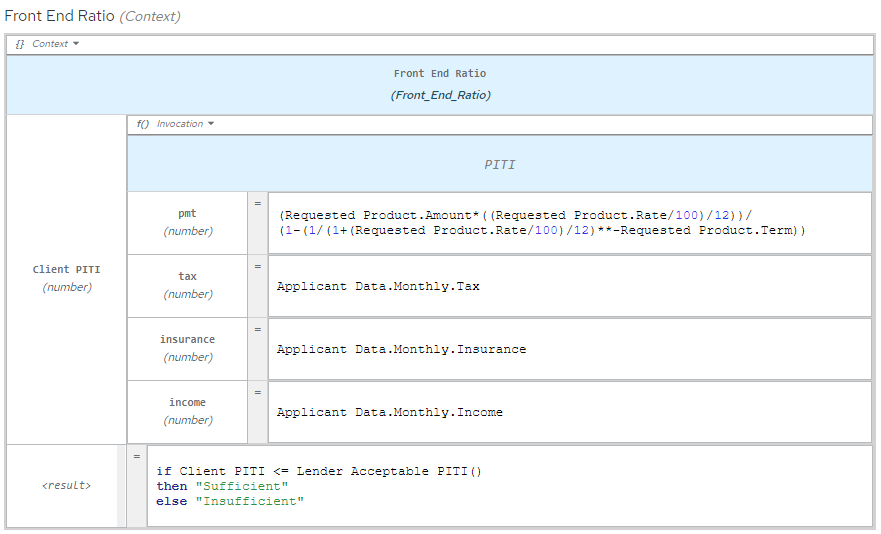 Front End Ratio (Context)
{} Context
Front End Ratio
(Front_End_Ratio)
f() Invocation
PITI
Client PITI
(number)
pmt
(number)
=
(Requested Product.Amount*((Requested Product.Rate/100)/12))/
(1-(1/(1+(Requested Product.Rate/100)/12)**-Requested Product.Term))
tax
(number)
=
Applicant Data.Monthly.Tax
insurance
(number)
=
Applicant Data.Monthly.Insurance
income
(number)
=
Applicant Data.Monthly.Income
<result>
=
if Client PITI <= Lender Acceptable PITI()
then "Sufficient"
else "Insufficient"